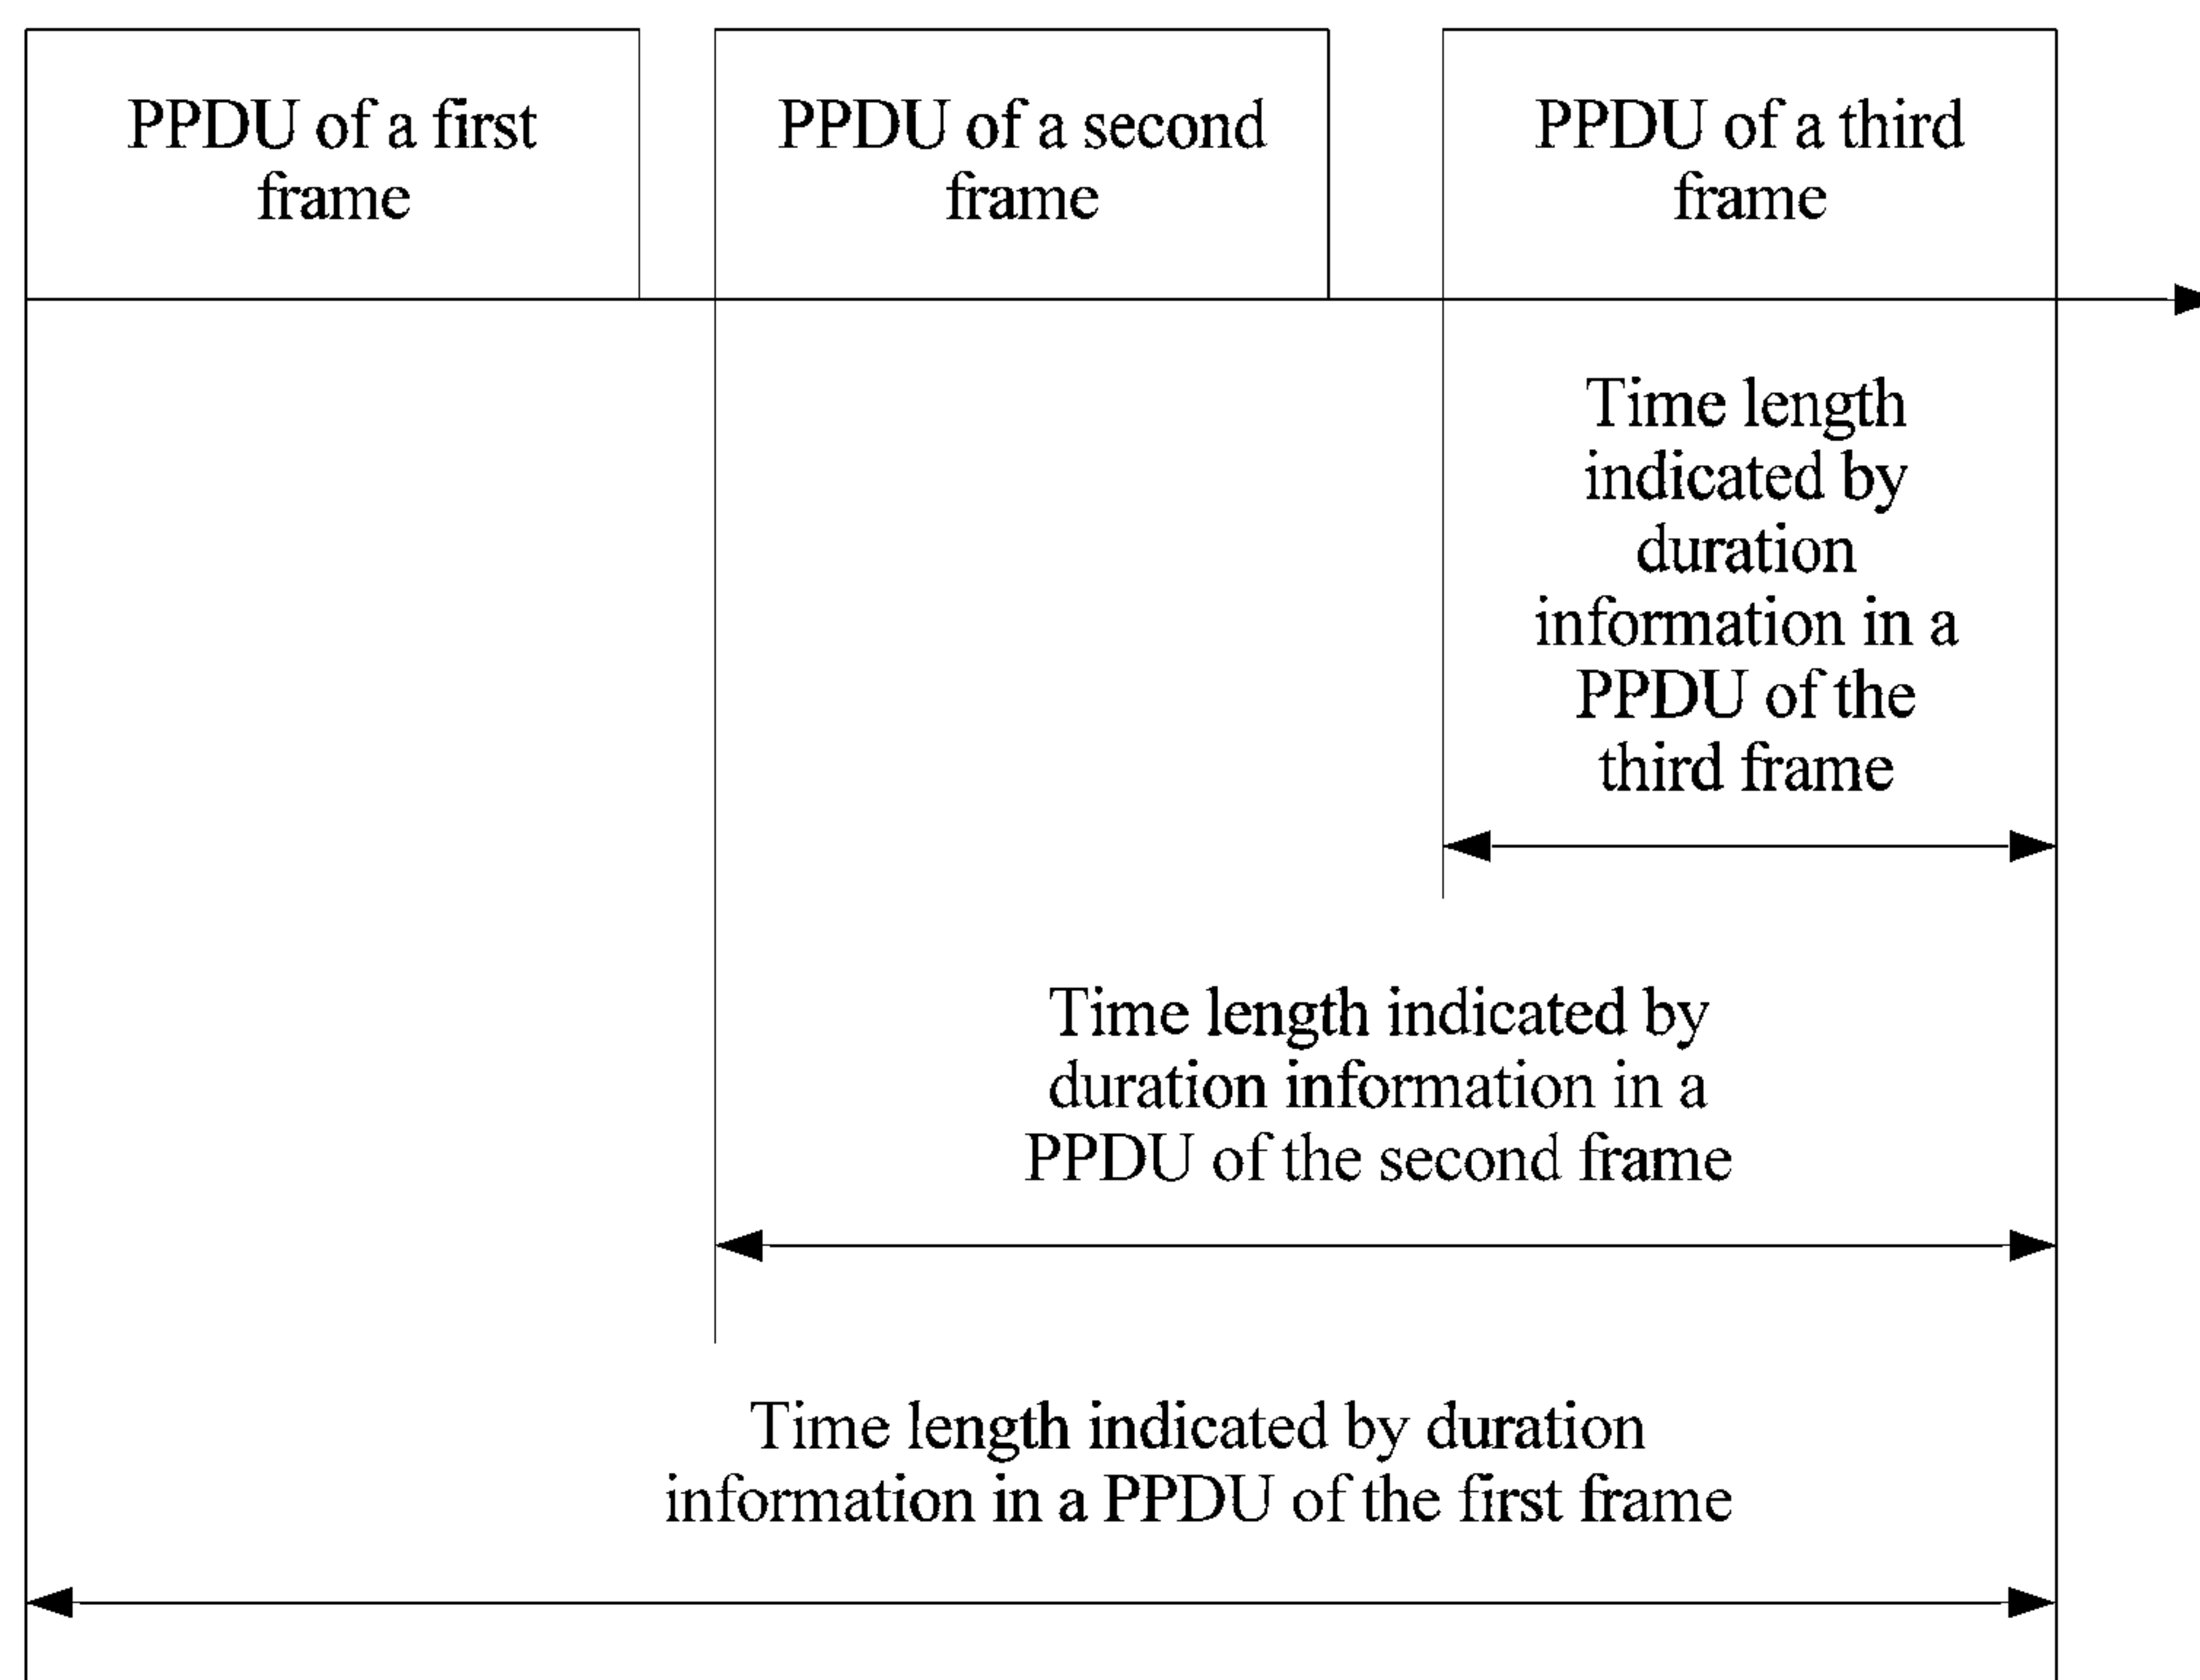 PPDU of a first
frame
PPDU of a second
frame
PPDU of a third
frame
Time length
indicated by
duration
information in a
PPDU of the
third frame
Time length indicated by
duration information in a
PPDU of the second frame
Time length indicated by duration
information in a PPDU of the first frame